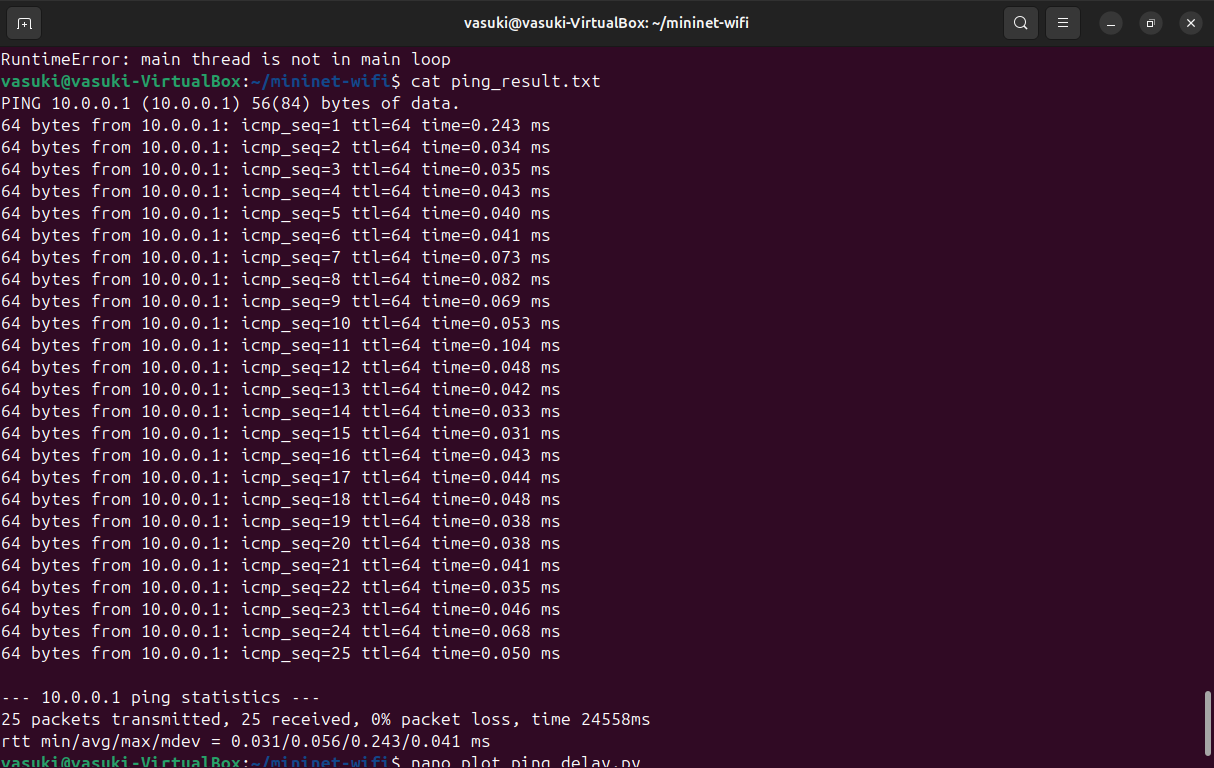 vasuki@vasuki-VirtualBox: ~/mininet-wifi
RuntimeError: main thread is not in main loop
vasuki@vasuki-VirtualBox:~/mininet-wifi$ cat ping_result.txt
PING 10.0.0.1 (10.0.0.1) 56(84) bytes of data.
64 bytes from 10.0.0.1: icmp_seq=1 ttl=64 time=0.243 ms
64 bytes from 10.0.0.1: icmp_seq=2 ttl=64 time=0.034 ms
64 bytes from 10.0.0.1: icmp_seq=3 ttl=64 time=0.035 ms
64 bytes from 10.0.0.1: icmp_seq=4 ttl=64 time=0.043 ms
64 bytes from 10.0.0.1: icmp_seq=5 ttl=64 time=0.040 ms
64 bytes from 10.0.0.1: icmp_seq=6 ttl=64 time=0.041 ms
64 bytes from 10.0.0.1: icmp_seq=7 ttl=64 time=0.073 ms
64 bytes from 10.0.0.1: icmp_seq=8 ttl=64 time=0.082 ms
64 bytes from 10.0.0.1: icmp_seq=9 ttl=64 time=0.069 ms
64 bytes from 10.0.0.1: icmp_seq=10 ttl=64 time=0.053 ms
64 bytes from 10.0.0.1: icmp_seq=11 ttl=64 time=0.104 ms
64 bytes from 10.0.0.1: icmp_seq=12 ttl=64 time=0.048 ms
64 bytes from 10.0.0.1: icmp_seq=13 ttl=64 time=0.042 ms
64 bytes from 10.0.0.1: icmp_seq=14 ttl=64 time=0.033 ms
64 bytes from 10.0.0.1: icmp_seq=15 ttl=64 time=0.031 ms
64 bytes from 10.0.0.1: icmp_seq=16 ttl=64 time=0.043 ms
64 bytes from 10.0.0.1: icmp_seq=17 ttl=64 time=0.044 ms
64 bytes from 10.0.0.1: icmp_seq=18 ttl=64 time=0.048 ms
64 bytes from 10.0.0.1: icmp_seq=19 ttl=64 time=0.038 ms
64 bytes from 10.0.0.1: icmp_seq=20 ttl=64 time=0.038 ms
64 bytes from 10.0.0.1: icmp_seq=21 ttl=64 time=0.041 ms
64 bytes from 10.0.0.1: icmp_seq=22 ttl=64 time=0.035 ms
64 bytes from 10.0.0.1: icmp_seq=23 ttl=64 time=0.046 ms
64 bytes from 10.0.0.1: icmp_seq=24 ttl=64 time=0.068 ms
64 bytes from 10.0.0.1: icmp_seq=25 ttl=64 time=0.050 ms
--- 10.0.0.1 ping statistics ---
25 packets transmitted, 25 received, 0% packet loss, time 24558ms
rtt min/avg/max/mdev = 0.031/0.056/0.243/0.041 ms
vasuki@vasuki-VirtualBox:~/mininet-wifi$ nano plot_ping_delay.py